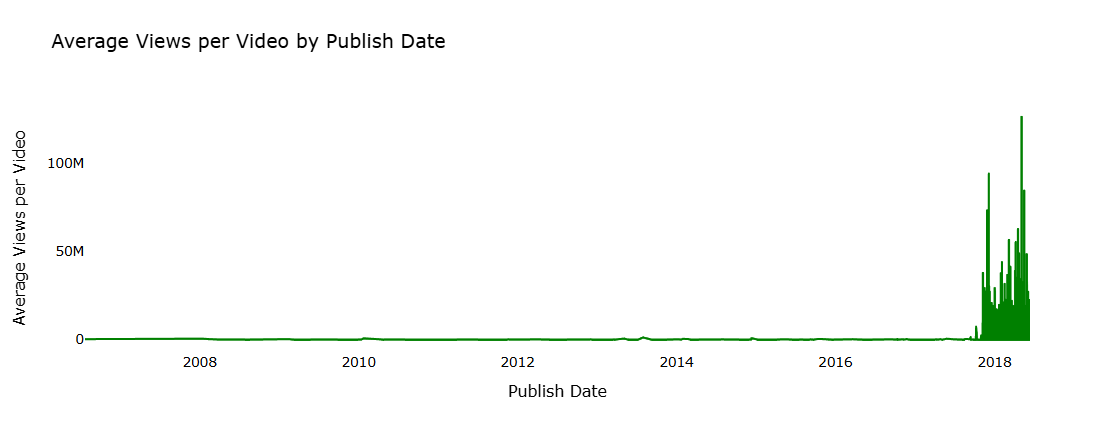 Average Views per Video by Publish Date
Average Views per Video
100M
50M
0
2008
2010
2012
2014
2016
2018
Publish Date